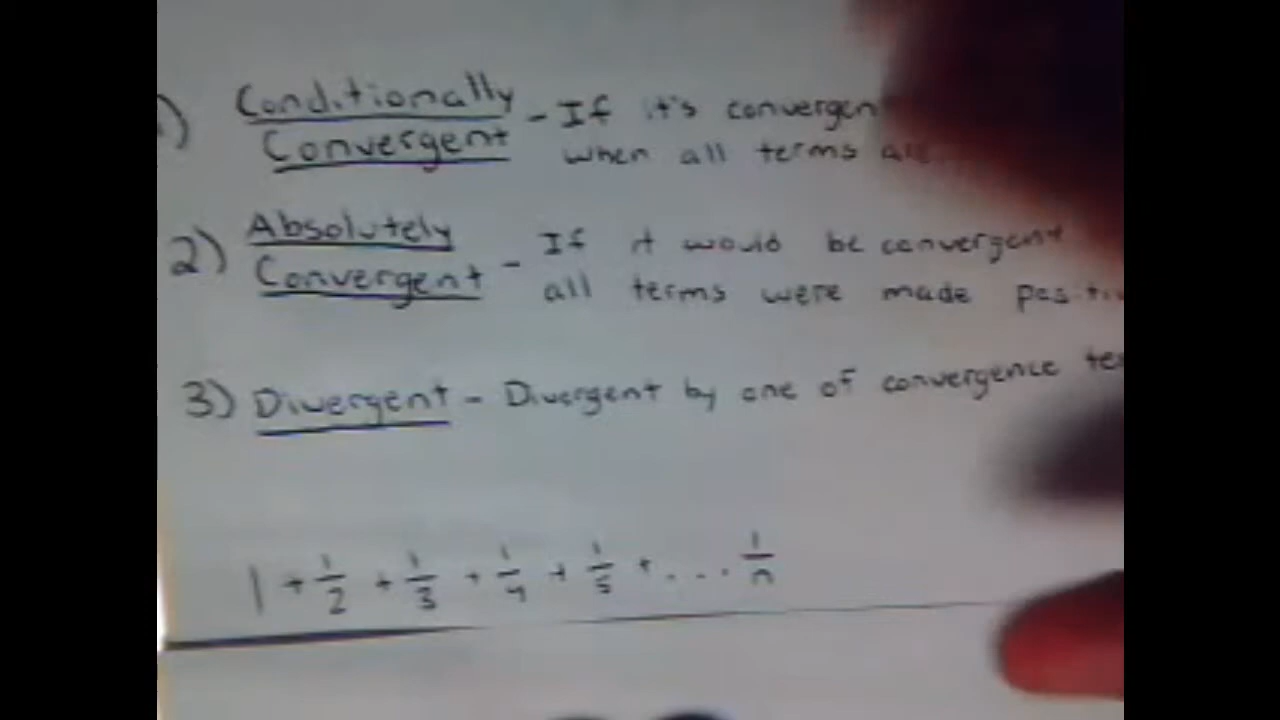 Conditionally
Convergent - If it's convergen
when all terms
2) Absolutely
Convergent - If it would be convergent
all terms were made
3) Divergent - Divergent by one of convergence
1 + 1/2 + 1/3 + 1/4 + 1/5 + ... 1/n